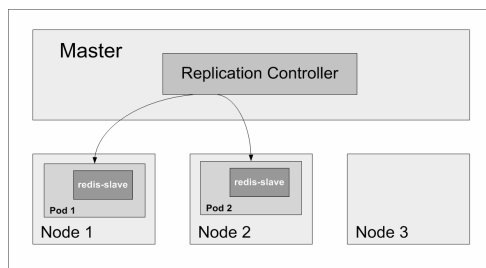 Master
Replication Controller
redis-slave
Pod 1
Node 1
redis-slave
Pod 2
Node 2
Node 3